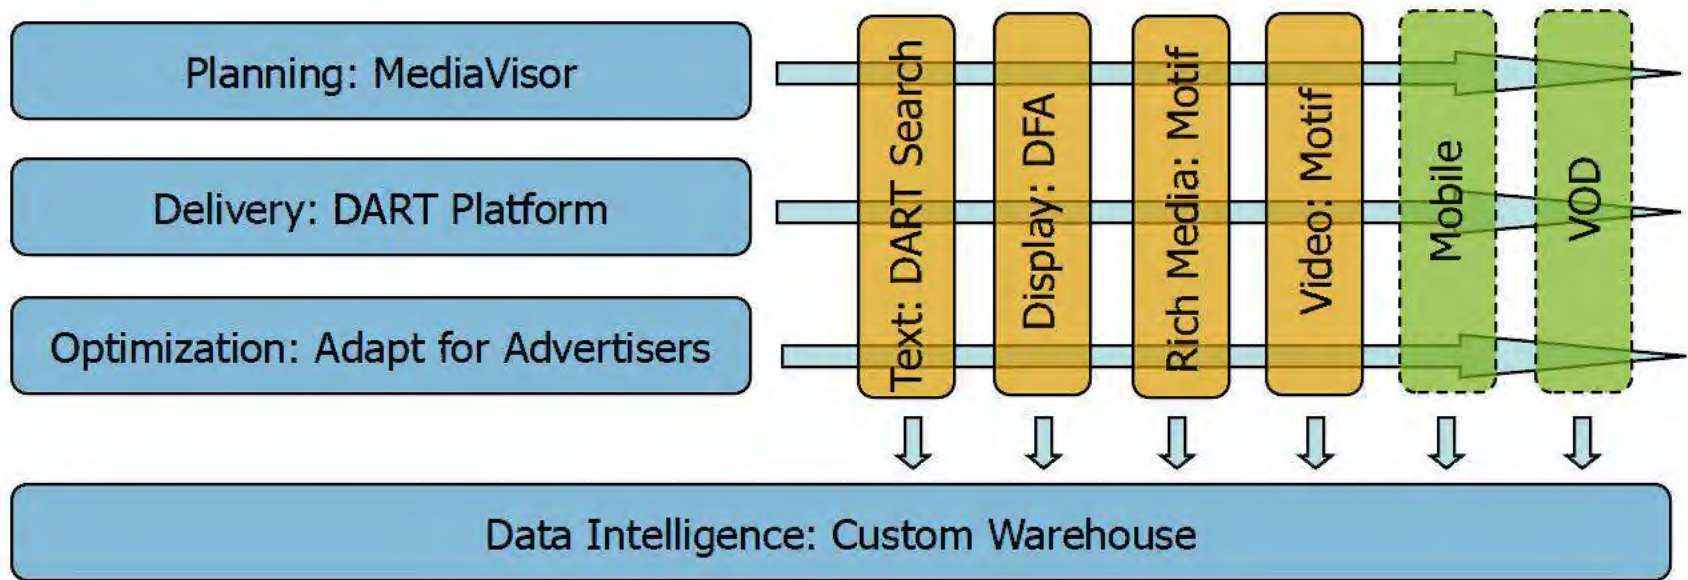 Planning: MediaVisor
Delivery: DART Platform
Optimization: Adapt for Advertisers
Text: DART Search
Display: DFA
Rich Media: Motif
Video: Motif
Mobile
VOD
Data Intelligence: Custom Warehouse